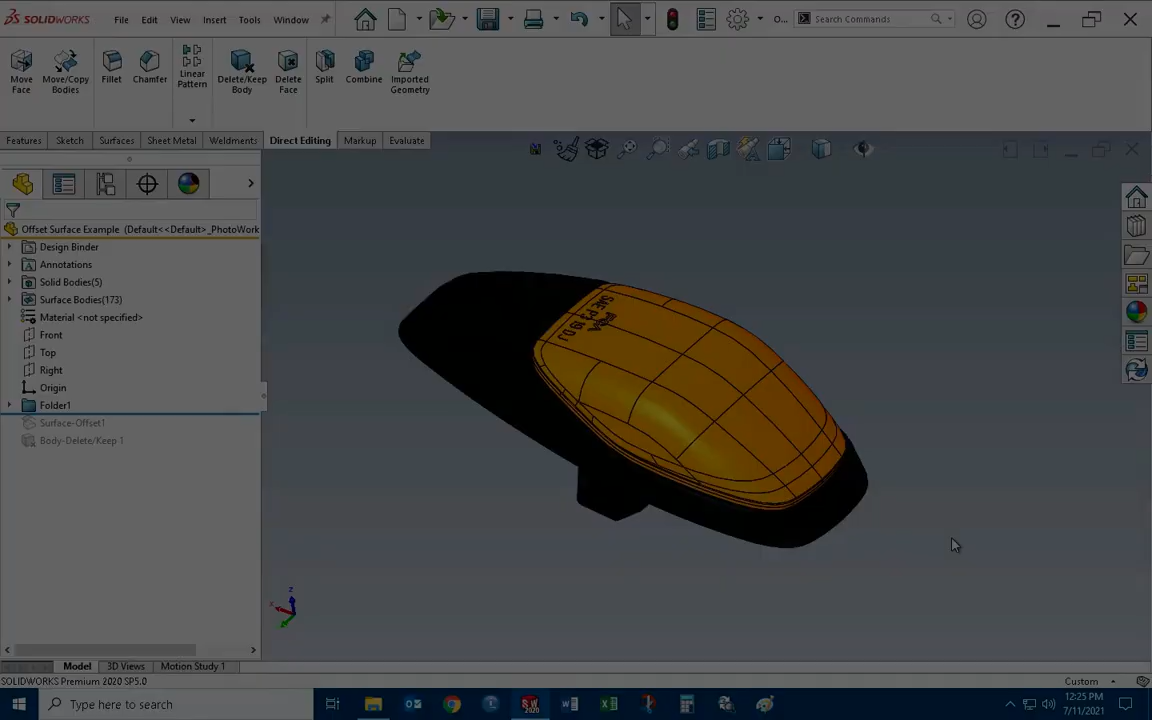 SOLIDWORKS File Edit View Insert Tools Window O... Search Commands
Move Face Move/Copy Bodies Fillet Chamfer Linear Pattern Delete/Keep Body Delete Face Split Combine Imported Geometry
Features Sketch Surfaces Sheet Metal Weldments Direct Editing Markup Evaluate
Offset Surface Example (Default<<Default>_PhotoWork
Design Binder
Annotations
Solid Bodies(5)
Surface Bodies(173)
Material <not specified>
Front
Top
Right
Origin
Folder1
Surface-Offset1
Body-Delete/Keep 1
Model 3D Views Motion Study 1
SOLIDWORKS Premium 2020 SP5.0 Custom
Type here to search
12:25 PM
7/11/2021